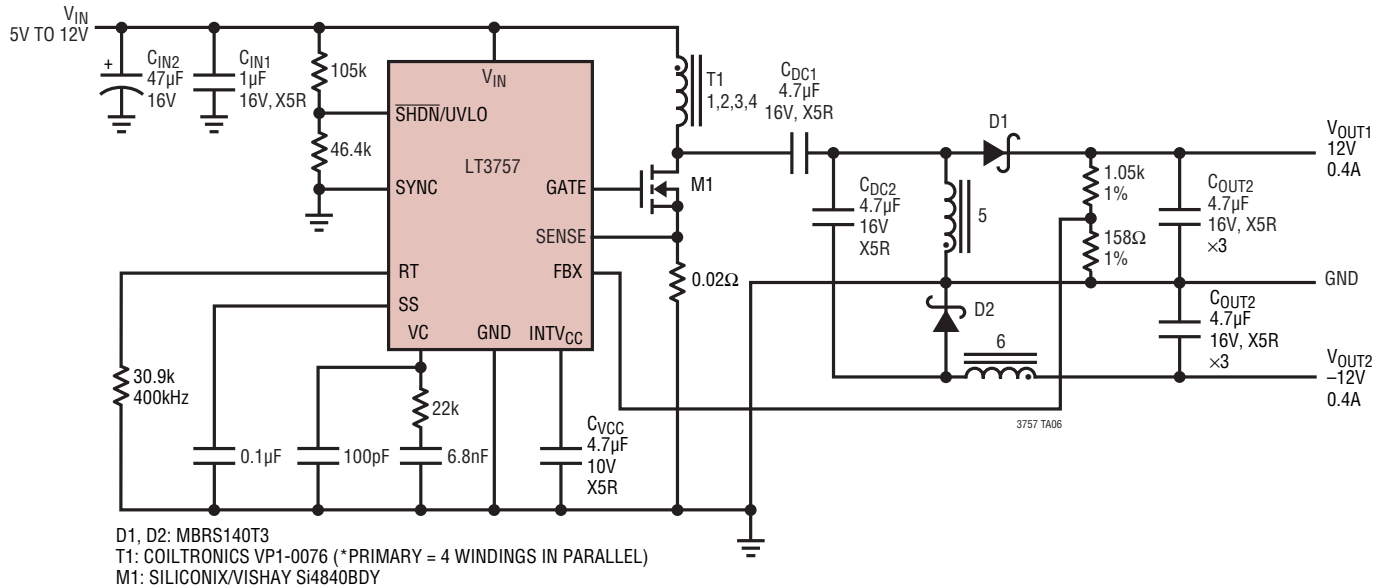 VIN
5V TO 12V
+
CIN2
47µF
16V
CIN1
1µF
16V, X5R
105k
46.4k
VIN
SHDN/UVLO
LT3757
SYNC
GATE
SENSE
RT
FBX
SS
VC
GND
INTVCC
T1
1,2,3,4
M1
0.02Ω
CDC1
4.7µF
16V, X5R
CDC2
4.7µF
16V
X5R
D1
5
D2
6
1.05k
1%
158Ω
1%
COUT2
4.7µF
16V, X5R
×3
COUT2
4.7µF
16V, X5R
×3
VOUT1
12V
0.4A
GND
VOUT2
–12V
0.4A
30.9k
400kHz
0.1µF
100pF
22k
6.8nF
CVCC
4.7µF
10V
X5R
3757 TA06
D1, D2: MBRS140T3
T1: COILTRONICS VP1-0076 (*PRIMARY = 4 WINDINGS IN PARALLEL)
M1: SILICONIX/VISHAY Si4840BDY